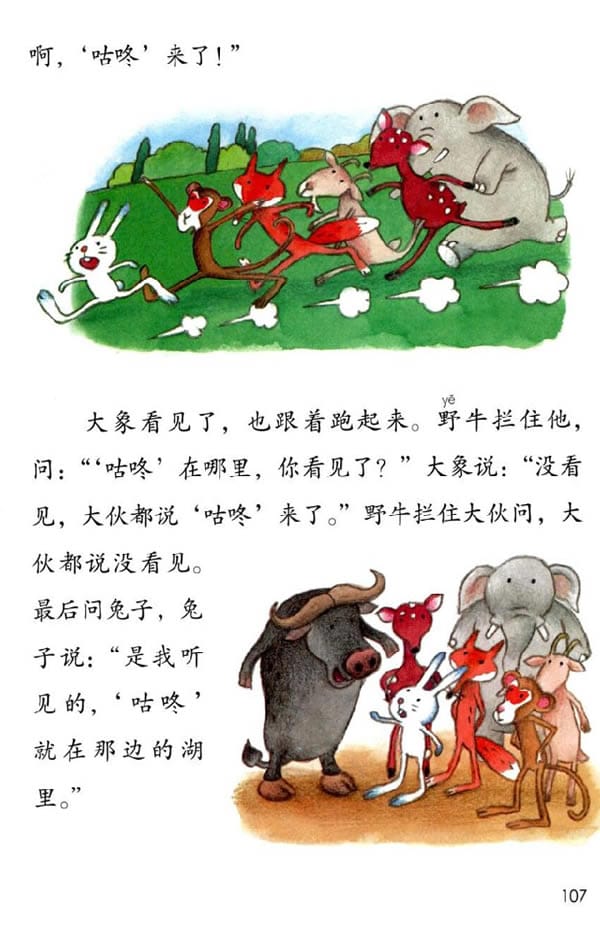 啊，‘咕咚’来了！”
yě
大象看见了，也跟着跑起来。野牛拦住他，
问：“‘咕咚’在哪里，你看见了？”大象说：“没看
见，大伙都说‘咕咚’来了。”野牛拦住大伙问，大
伙都说没看见。
最后问兔子，兔
子说：“是我听
见的，‘咕咚’
就在那边的湖
里。”
107